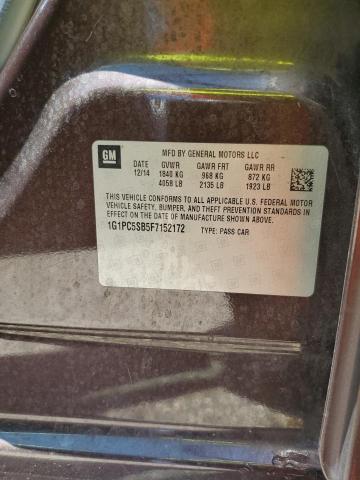 GM
MFD BY GENERAL MOTORS LLC
DATE GVWR GAWR FRT GAWR RR
12/14 1840 KG 968 KG 872 KG
4058 LB 2135 LB 1923 LB
THIS VEHICLE CONFORMS TO ALL APPLICABLE U.S. FEDERAL MOTOR
VEHICLE SAFETY, BUMPER, AND THEFT PREVENTION STANDARDS IN
EFFECT ON THE DATE OF MANUFACTURE SHOWN ABOVE.
1G1PC5SB5F7152172 TYPE: PASS CAR